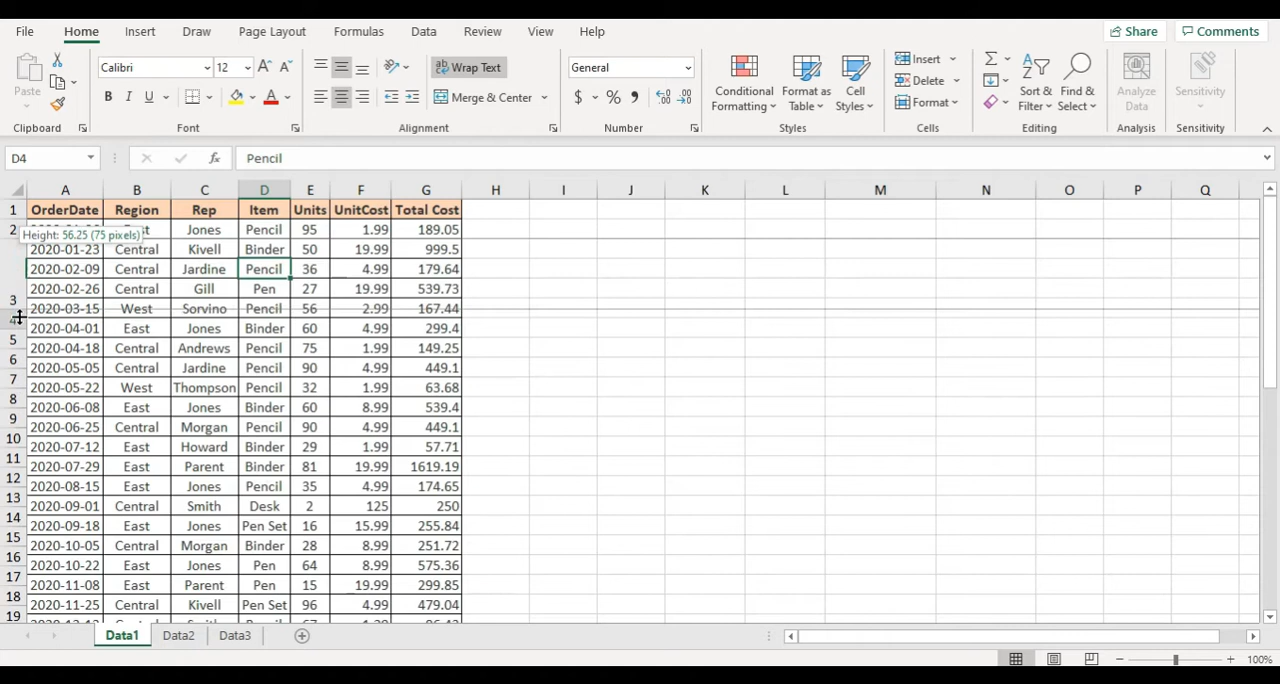 File Home Insert Draw Page Layout Formulas Data Review View Help Share Comments
Paste Calibri 12 A A Wrap Text General Conditional Formatting Format as Table Cell Styles Insert Delete Format Sort & Filter Find & Select Analyze Data Sensitivity
B I U A Merge & Center $ % 9
Clipboard Font Alignment Number Styles Cells Editing Analysis Sensitivity
D4 fx Pencil
A B C D E F G H I J K L M N O P Q
1 OrderDate Region Rep Item Units UnitCost Total Cost
2 Jones Pencil 95 1.99 189.05
Height: 56.25 (75 pixels)
2020-01-23 Central Kivell Binder 50 19.99 999.5
2020-02-09 Central Jardine Pencil 36 4.99 179.64
2020-02-26 Central Gill Pen 27 19.99 539.73
3 2020-03-15 West Sorvino Pencil 56 2.99 167.44
4 2020-04-01 East Jones Binder 60 4.99 299.4
5 2020-04-18 Central Andrews Pencil 75 1.99 149.25
6 2020-05-05 Central Jardine Pencil 90 4.99 449.1
7 2020-05-22 West Thompson Pencil 32 1.99 63.68
8 2020-06-08 East Jones Binder 60 8.99 539.4
9 2020-06-25 Central Morgan Pencil 90 4.99 449.1
10 2020-07-12 East Howard Binder 29 1.99 57.71
11 2020-07-29 East Parent Binder 81 19.99 1619.19
12 2020-08-15 East Jones Pencil 35 4.99 174.65
13 2020-09-01 Central Smith Desk 2 125 250
14 2020-09-18 East Jones Pen Set 16 15.99 255.84
15 2020-10-05 Central Morgan Binder 28 8.99 251.72
16 2020-10-22 East Jones Pen 64 8.99 575.36
17 2020-11-08 East Parent Pen 15 19.99 299.85
18 2020-11-25 Central Kivell Pen Set 96 4.99 479.04
19
Data1 Data2 Data3
100%